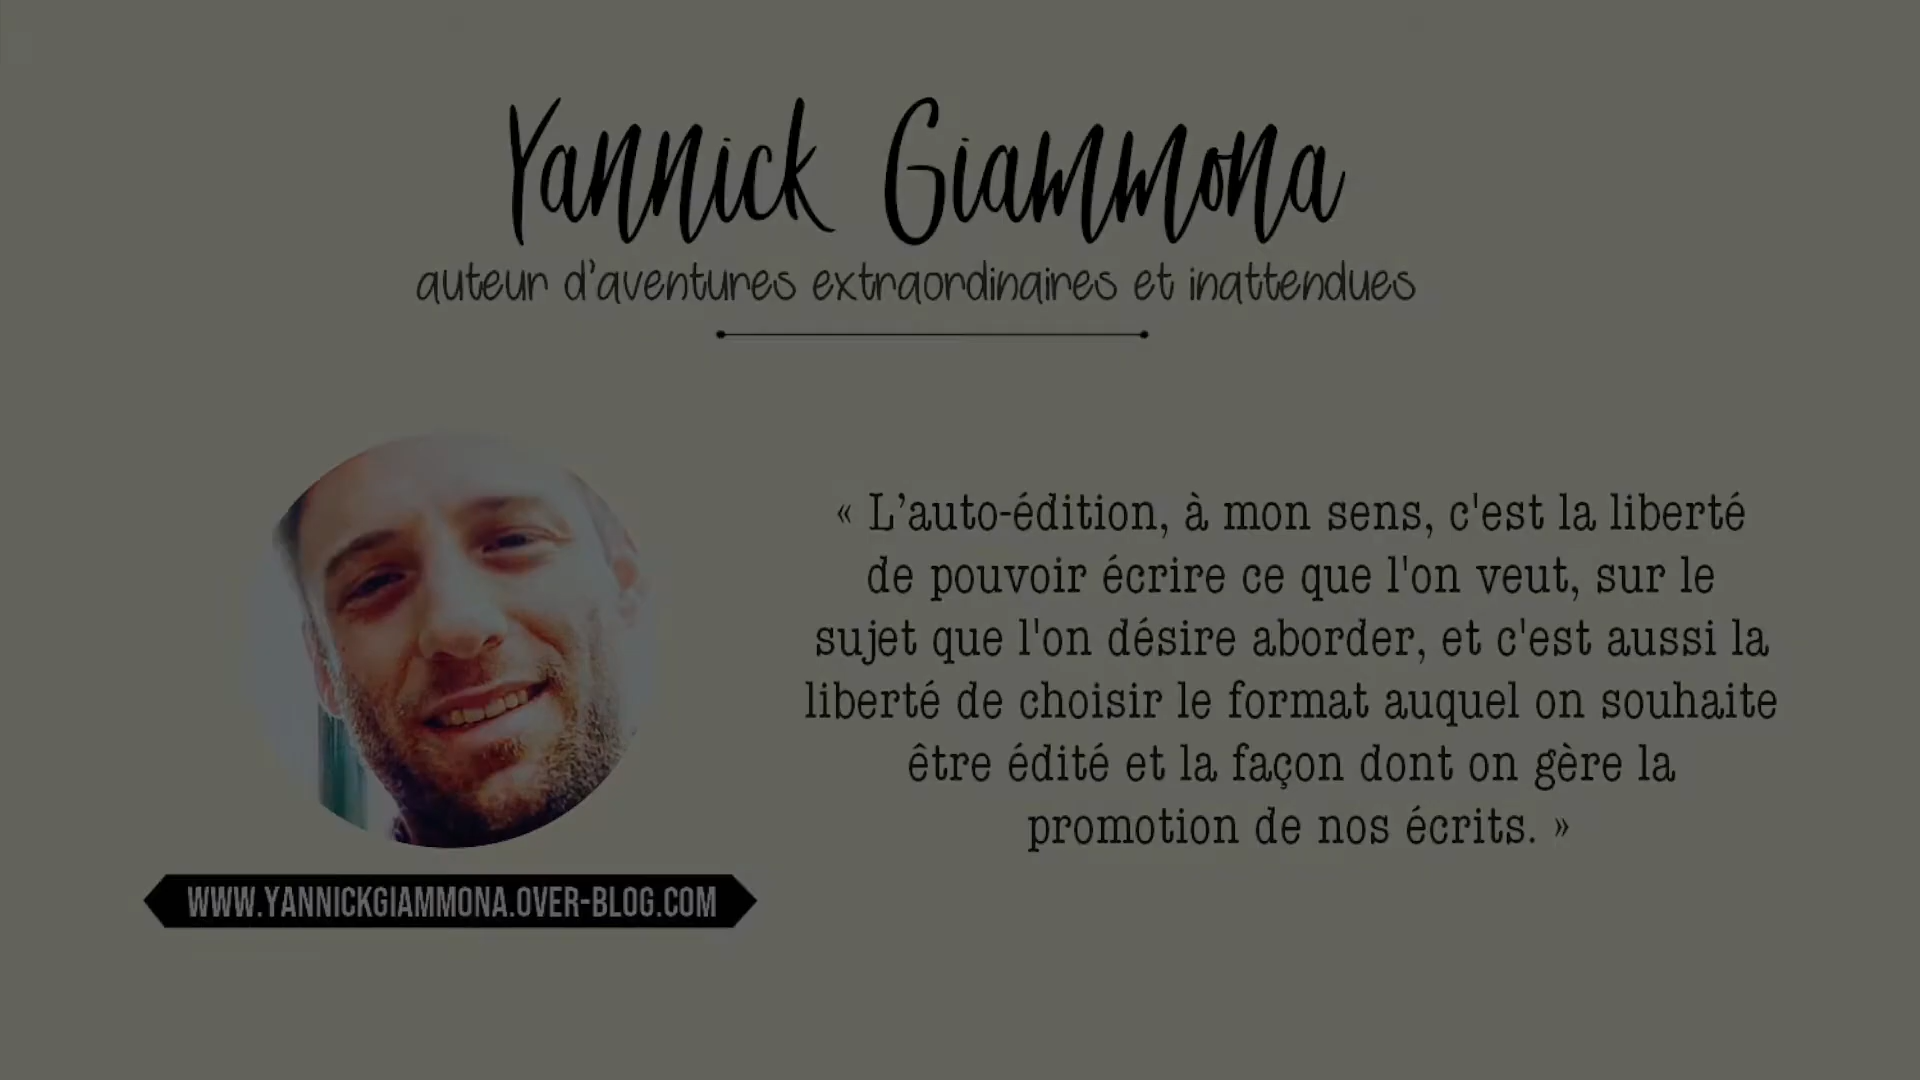 Yannick Giammona
auteur d’aventures extraordinaires et inattendues
« L’auto-édition, à mon sens, c'est la liberté
de pouvoir écrire ce que l'on veut, sur le
sujet que l'on désire aborder, et c'est aussi la
liberté de choisir le format auquel on souhaite
être édité et la façon dont on gère la
promotion de nos écrits. »
WWW.YANNICKGIAMMONA.OVER-BLOG.COM